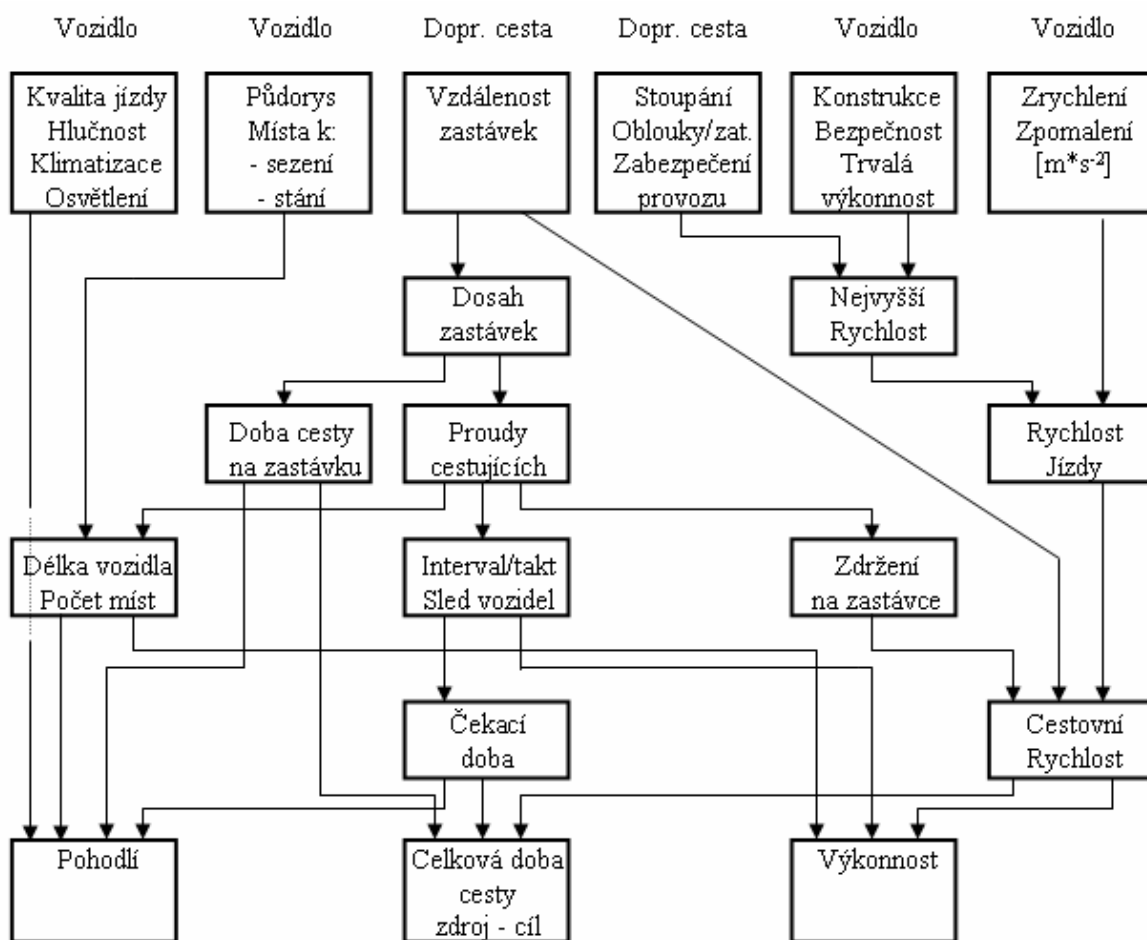 Vozidlo
Vozidlo
Dopr. cesta
Dopr. cesta
Vozidlo
Vozidlo
Kvalita jízdy
Hlučnost
Klimatizace
Osvětlení
Půdorys
Místa k:
- sezení
- stání
Vzdálenost
zastávek
Stoupání
Oblouky/zat.
Zabezpečení
provozu
Konstrukce
Bezpečnost
Trvalá
výkonnost
Zrychlení
Zpomalení
[m*s-2]
Dosah
zastávek
Nejvyšší
Rychlost
Doba cesty
na zastávku
Proudy
cestujících
Rychlost
Jízdy
Délka vozidla
Počet míst
Interval/takt
Sled vozidel
Zdržení
na zastávce
Čekací
doba
Cestovní
Rychlost
Pohodlí
Celková doba
cesty
zdroj - cíl
Výkonnost